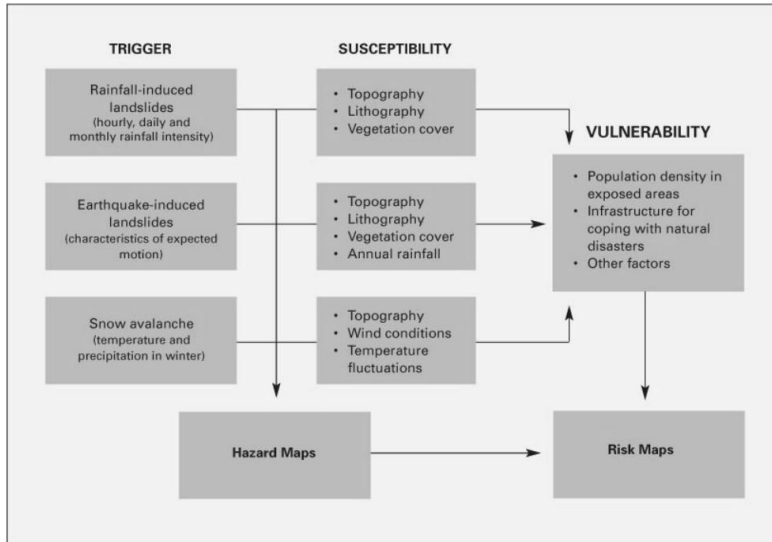 TRIGGER
Rainfall-induced
landslides
(hourly, daily and
monthly rainfall intensity)
Earthquake-induced
landslides
(characteristics of expected
motion)
Snow avalanche
(temperature and
precipitation in winter)
SUSCEPTIBILITY
• Topography
• Lithography
• Vegetation cover
• Topography
• Lithography
• Vegetation cover
• Annual rainfall
• Topography
• Wind conditions
• Temperature
fluctuations
VULNERABILITY
• Population density in
exposed areas
• Infrastructure for
coping with natural
disasters
• Other factors
Hazard Maps
Risk Maps